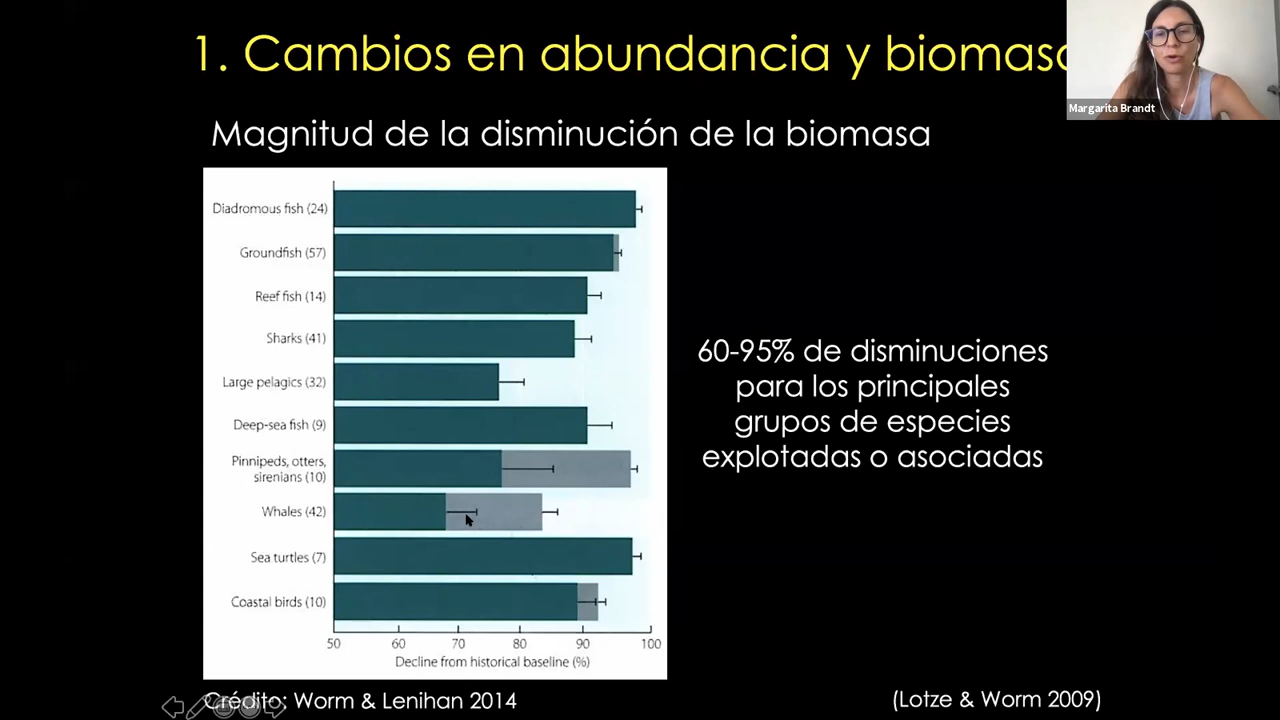 1. Cambios en abundancia y biomasa
Margarita Brandt
Magnitud de la disminución de la biomasa
Diadromous fish (24)
Groundfish (57)
Reef fish (14)
Sharks (41)
Large pelagics (32)
Deep-sea fish (9)
Pinnipeds, otters,
sirenians (10)
Whales (42)
Sea turtles (7)
Coastal birds (10)
50 60 70 80 90 100
Decline from historical baseline (%)
60-95% de disminuciones
para los principales
grupos de especies
explotadas o asociadas
Crédito: Worm & Lenihan 2014
(Lotze & Worm 2009)